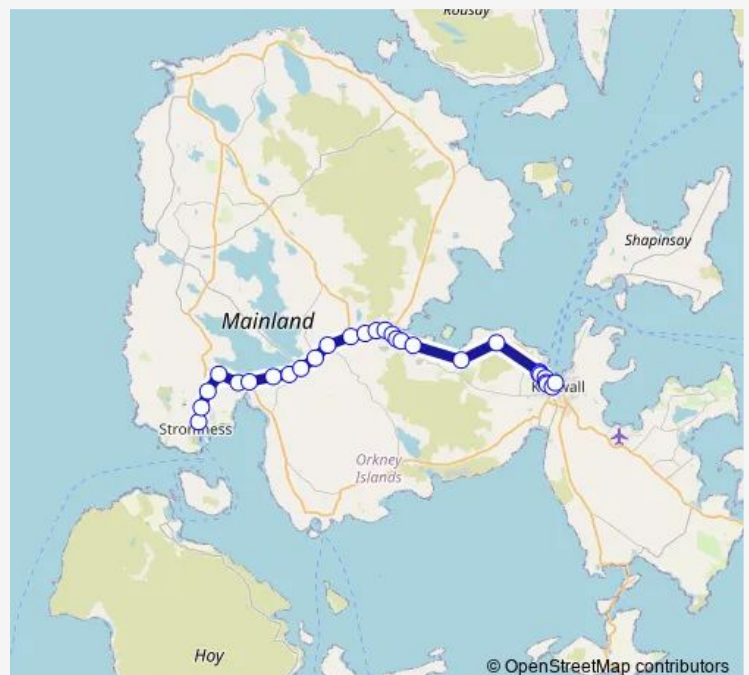 Rousay
Shapinsay
Mainland
Stromness
Orkney
Islands
Hoy
© OpenStreetMap contributors